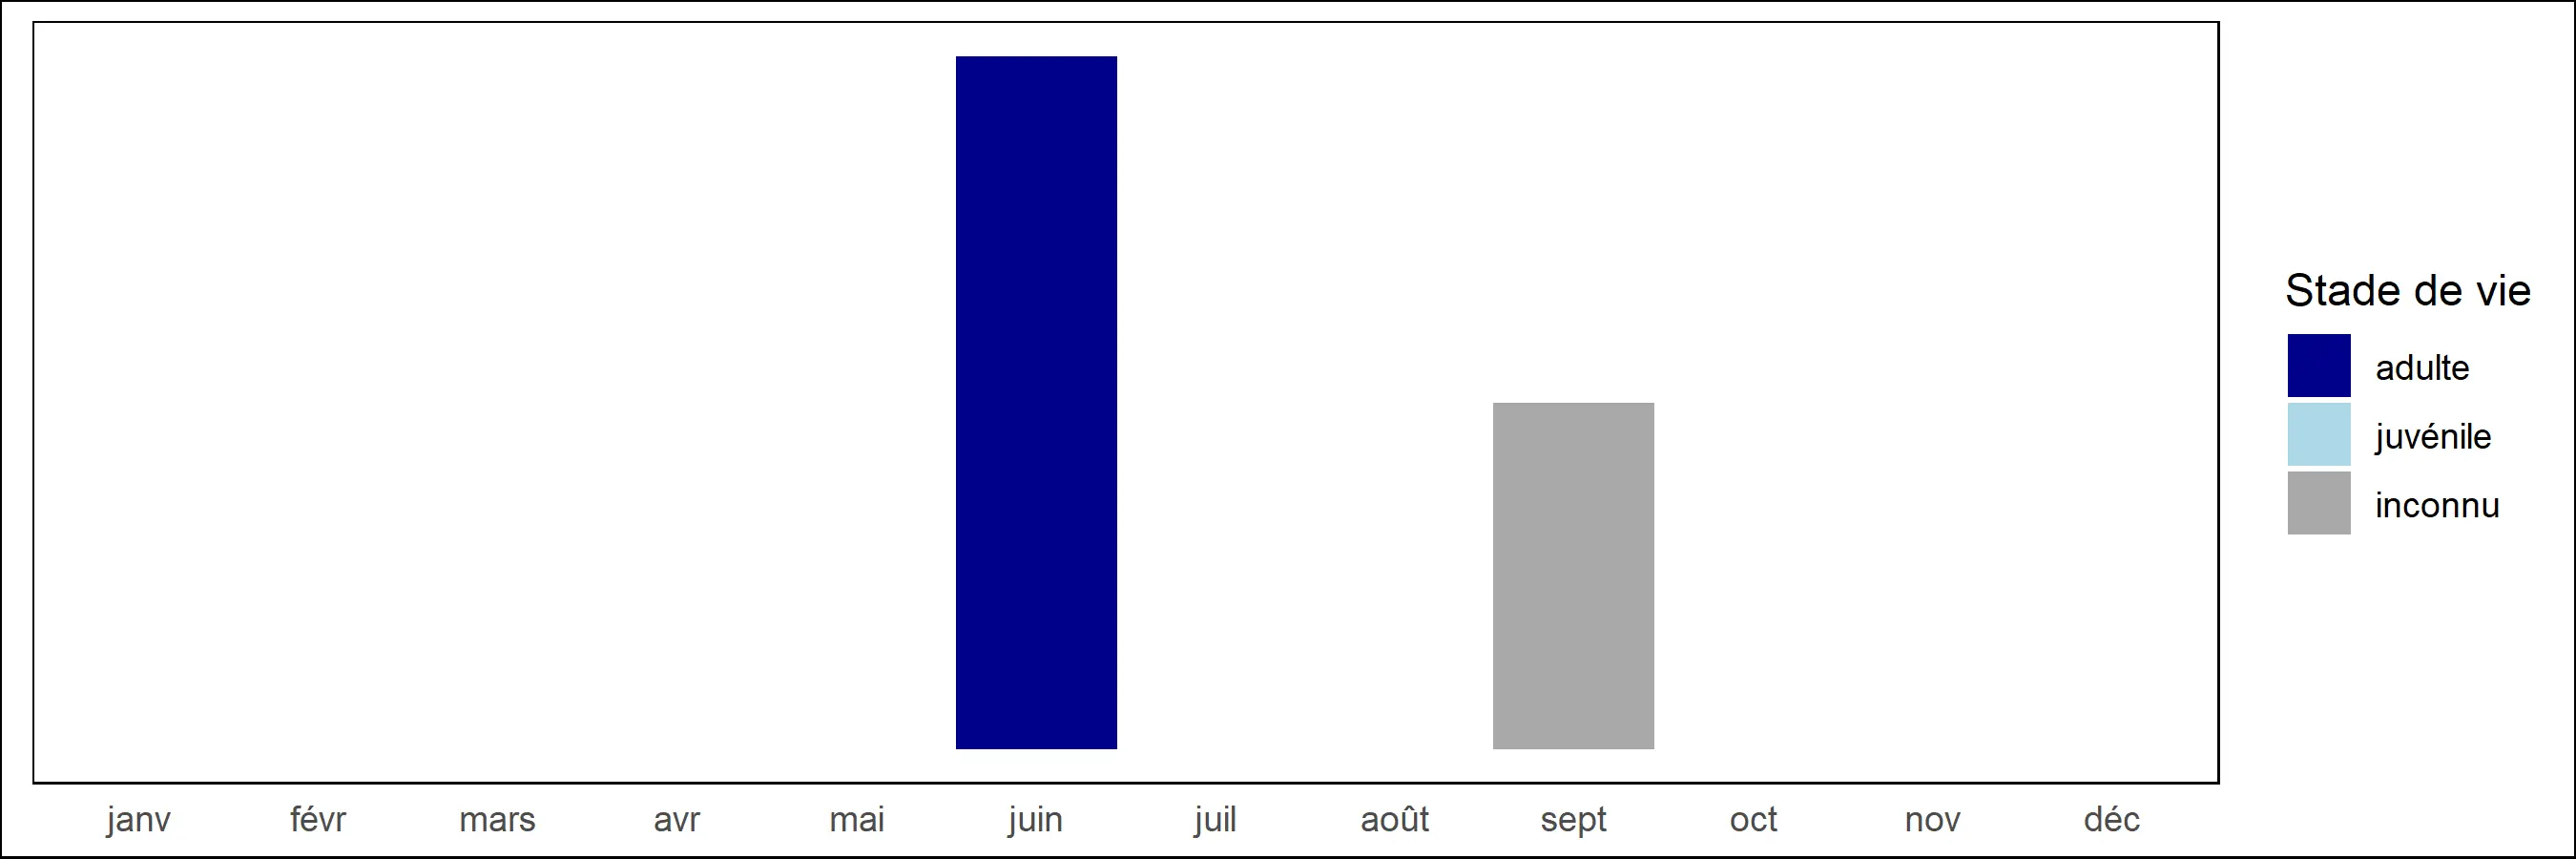 Stade de vie
adulte
juvénile
inconnu
janv févr mars avr mai juin juil août sept oct nov déc